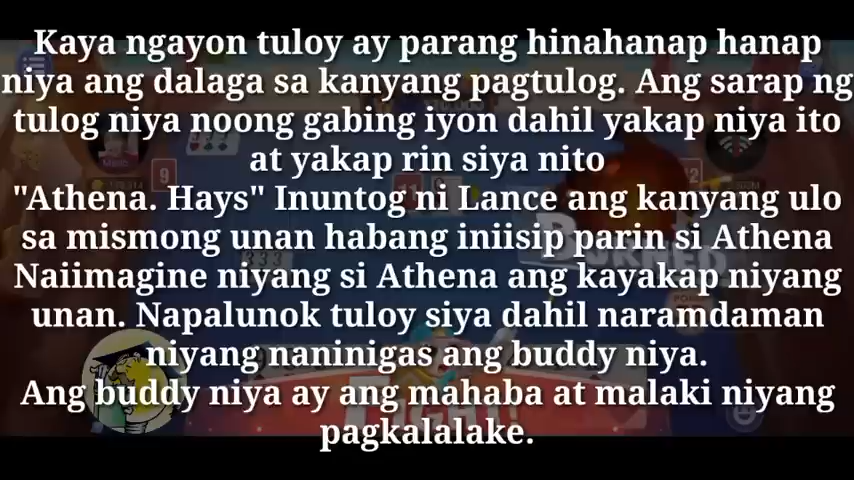 Kaya ngayon tuloy ay parang hinahanap hanap
niya ang dalaga sa kanyang pagtulog. Ang sarap ng
tulog niya noong gabing iyon dahil yakap niya ito
at yakap rin siya nito
"Athena. Hays" Inuntog ni Lance ang kanyang ulo
sa mismong unan habang iniisip parin si Athena
Naiimagine niyang si Athena ang kayakap niyang
unan. Napalunok tuloy siya dahil naramdaman
niyang naninigas ang buddy niya.
Ang buddy niya ay ang mahaba at malaki niyang
pagkalalake.
9
11
BURNED